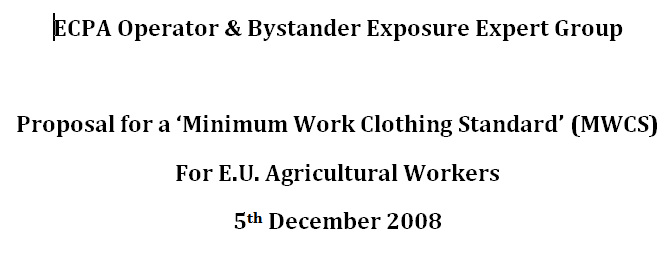 ECPA Operator & Bystander Exposure Expert Group
Proposal for a ‘Minimum Work Clothing Standard’ (MWCS)
For E.U. Agricultural Workers
5th December 2008